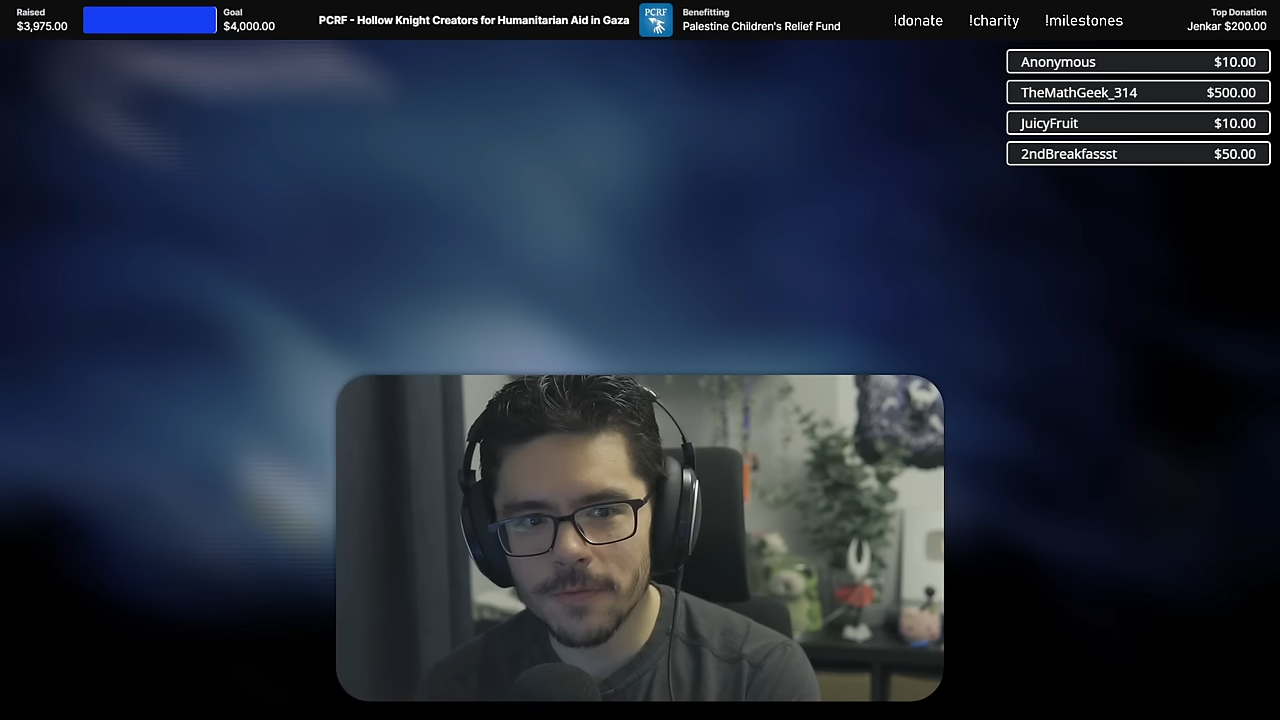 Raised
$3,975.00
Goal
$4,000.00
PCRF - Hollow Knight Creators for Humanitarian Aid in Gaza
PCRF
Benefitting
Palestine Children's Relief Fund
!donate !charity !milestones
Top Donation
Jenkar $200.00
Anonymous $10.00
TheMathGeek_314 $500.00
JuicyFruit $10.00
2ndBreakfassst $50.00